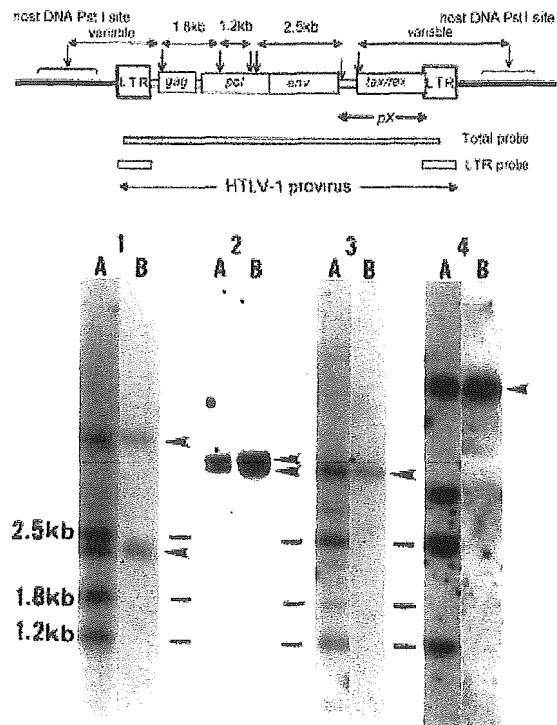 host DNA Pst I site
variable
1.8kb
1.2kb
2.5kb
host DNA Pst I site
variable
LTR
gag
pol
env
tax/rex
LTR
pX
Total probe
LTR probe
HTLV-1 provirus
1
2
3
4
A B
A B
A B
A B
2.5kb
1.8kb
1.2kb